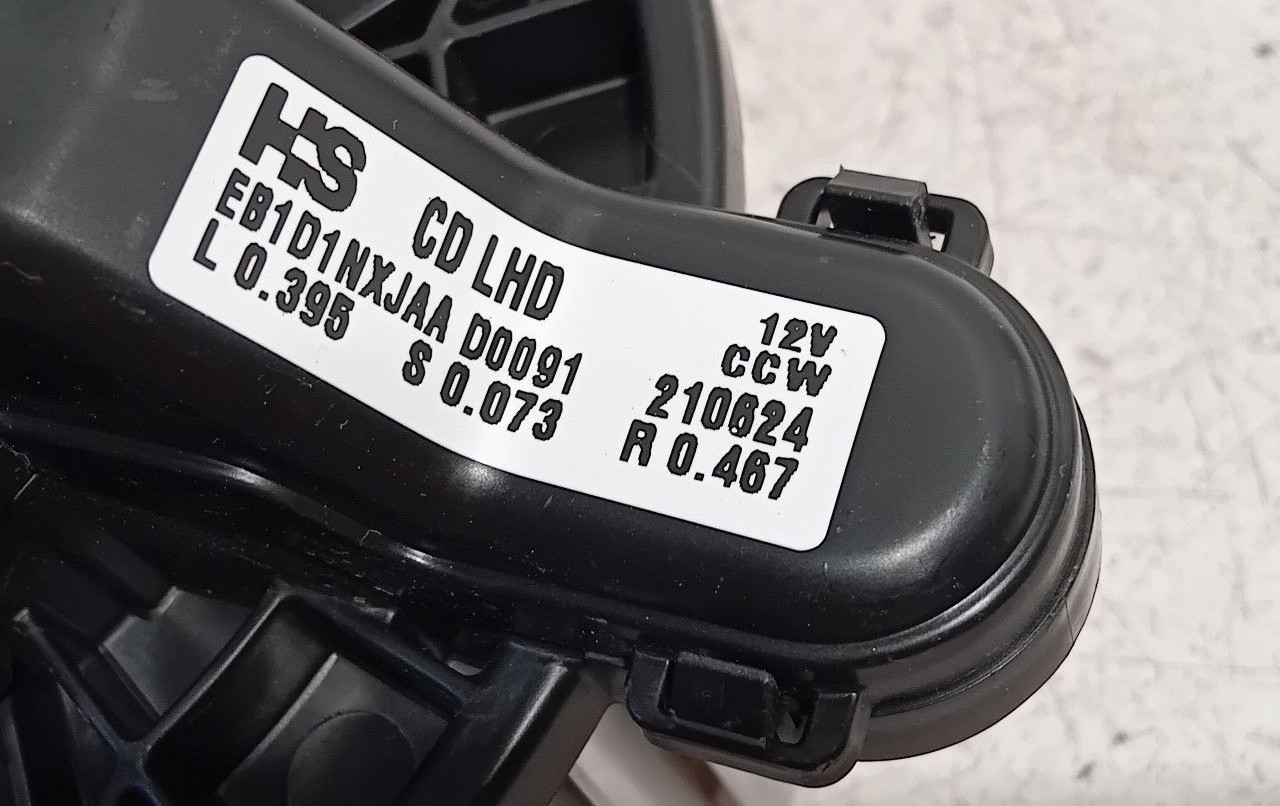 HS CD LHD 12V
CCW
EB1D1NXJAA D0091 210624
L 0.395 S 0.073 R 0.467